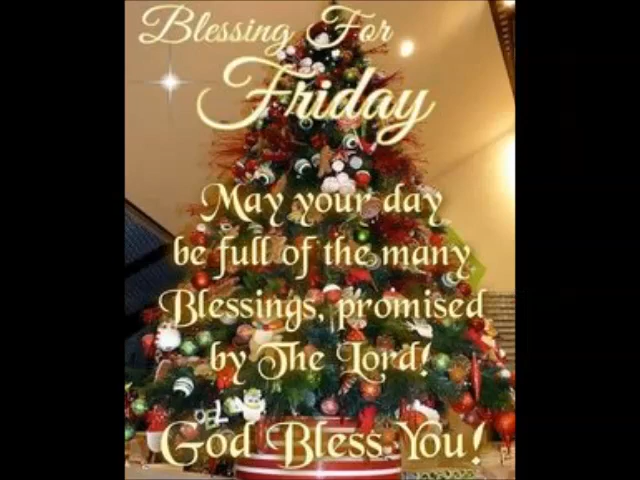 Blessing For
Friday
May your day
be full of the many
Blessings, promised
by The Lord!
God Bless You!